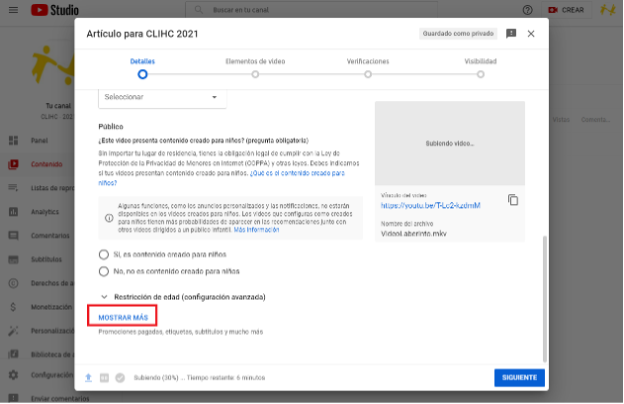 Studio
Buscar en tu canal
CREAR
Artículo para CLIHC 2021
Guardado como privado
Detalles
Elementos de video
Verificaciones
Visibilidad
Seleccionar
Público
¿Este video presenta contenido creado para niños? (pregunta obligatoria)
Sin importar tu lugar de residencia, tienes la obligación legal de cumplir con la Ley de
Protección de la Privacidad de Menores en Internet (COPPA) y otras leyes. Debes indicarnos
si tus videos presentan contenido creado para niños. ¿Qué es el contenido creado para
niños?
Algunas funciones, como los anuncios personalizados y las notificaciones, no estarán
disponibles en los videos creados para niños. Los videos que configures como creados
para niños tienen más probabilidades de aparecer en las recomendaciones junto con
otros videos dirigidos a un público infantil. Más información
Sí, es contenido creado para niños
No, no es contenido creado para niños
Restricción de edad (configuración avanzada)
MOSTRAR MÁS
Promociones pagadas, etiquetas, subtítulos y mucho más
Subiendo video...
Vínculo del video
https://youtu.be/T-Lc2-kzdmM
Nombre del archivo
VideoLaberinto.mkv
Subiendo (30%) ... Tiempo restante: 6 minutos
SIGUIENTE
Tu canal
CLIHC 202
Panel
Contenido
Listas de repro
Analytics
Comentarios
Subtítulos
Derechos de a
Monetización
Personalizació
Biblioteca de A
Configuración
Enviar comentarios
Vistas
Comenta...